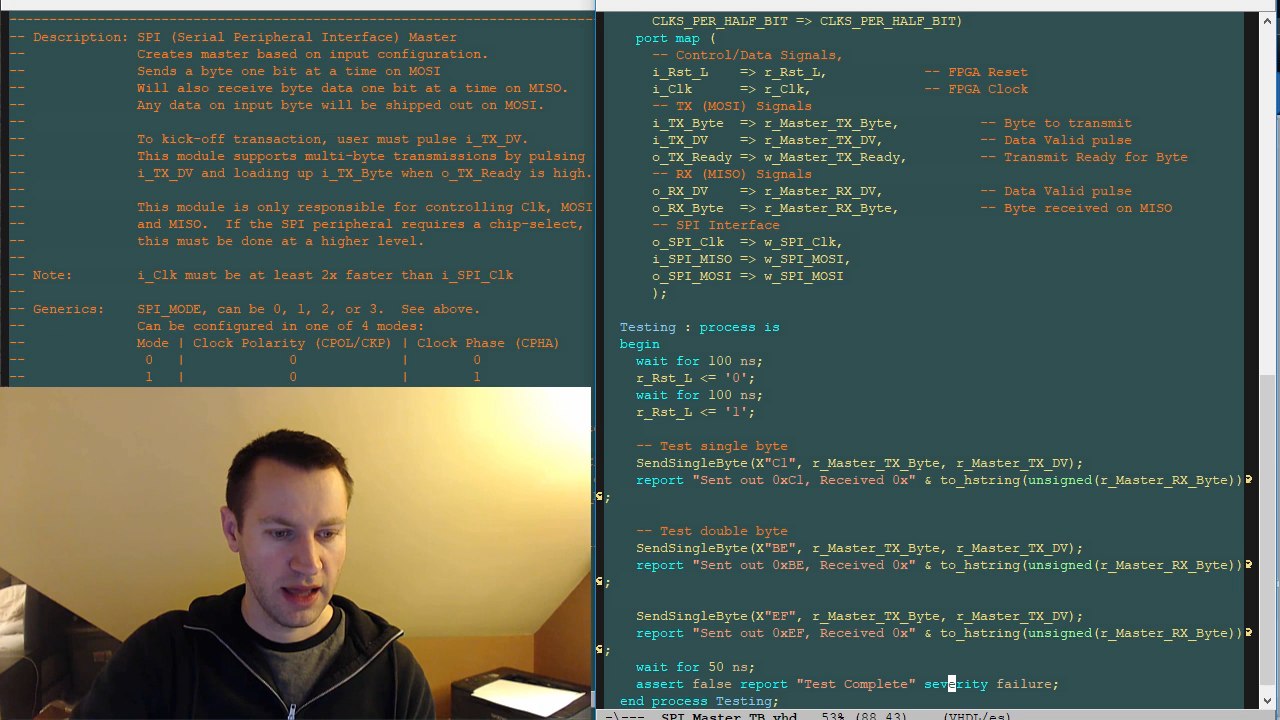 -- Description: SPI (Serial Peripheral Interface) Master
-- Creates master based on input configuration.
-- Sends a byte one bit at a time on MOSI
-- Will also receive byte data one bit at a time on MISO.
-- Any data on input byte will be shipped out on MOSI.
--
-- To kick-off transaction, user must pulse i_TX_DV.
-- This module supports multi-byte transmissions by pulsing
-- i_TX_DV and loading up i_TX_Byte when o_TX_Ready is high.
--
-- This module is only responsible for controlling Clk, MOSI
-- and MISO. If the SPI peripheral requires a chip-select,
-- this must be done at a higher level.
--
-- Note: i_Clk must be at least 2x faster than i_SPI_Clk
--
-- Generics: SPI_MODE, can be 0, 1, 2, or 3. See above.
-- Can be configured in one of 4 modes:
-- Mode | Clock Polarity (CPOL/CKP) | Clock Phase (CPHA)
-- 0 | 0 | 0
-- 1 | 0 | 1
CLKS_PER_HALF_BIT => CLKS_PER_HALF_BIT)
port map (
-- Control/Data Signals,
i_Rst_L => r_Rst_L, -- FPGA Reset
i_Clk => r_Clk, -- FPGA Clock
-- TX (MOSI) Signals
i_TX_Byte => r_Master_TX_Byte, -- Byte to transmit
i_TX_DV => r_Master_TX_DV, -- Data Valid pulse
o_TX_Ready => w_Master_TX_Ready, -- Transmit Ready for Byte
-- RX (MISO) Signals
o_RX_DV => r_Master_RX_DV, -- Data Valid pulse
o_RX_Byte => r_Master_RX_Byte, -- Byte received on MISO
-- SPI Interface
o_SPI_Clk => w_SPI_Clk,
i_SPI_MISO => w_SPI_MOSI,
o_SPI_MOSI => w_SPI_MOSI
);
Testing : process is
begin
wait for 100 ns;
r_Rst_L <= '0';
wait for 100 ns;
r_Rst_L <= '1';
-- Test single byte
SendSingleByte(X"C1", r_Master_TX_Byte, r_Master_TX_DV);
report "Sent out 0xC1, Received 0x" & to_hstring(unsigned(r_Master_RX_Byte))
;
-- Test double byte
SendSingleByte(X"BE", r_Master_TX_Byte, r_Master_TX_DV);
report "Sent out 0xBE, Received 0x" & to_hstring(unsigned(r_Master_RX_Byte))
;
SendSingleByte(X"EF", r_Master_TX_Byte, r_Master_TX_DV);
report "Sent out 0xEF, Received 0x" & to_hstring(unsigned(r_Master_RX_Byte))
;
wait for 50 ns;
assert false report "Test Complete" severity failure;
end process Testing;
-\--- SPI_Master_TB.vhd 53% (88,43) (VHDL/es)